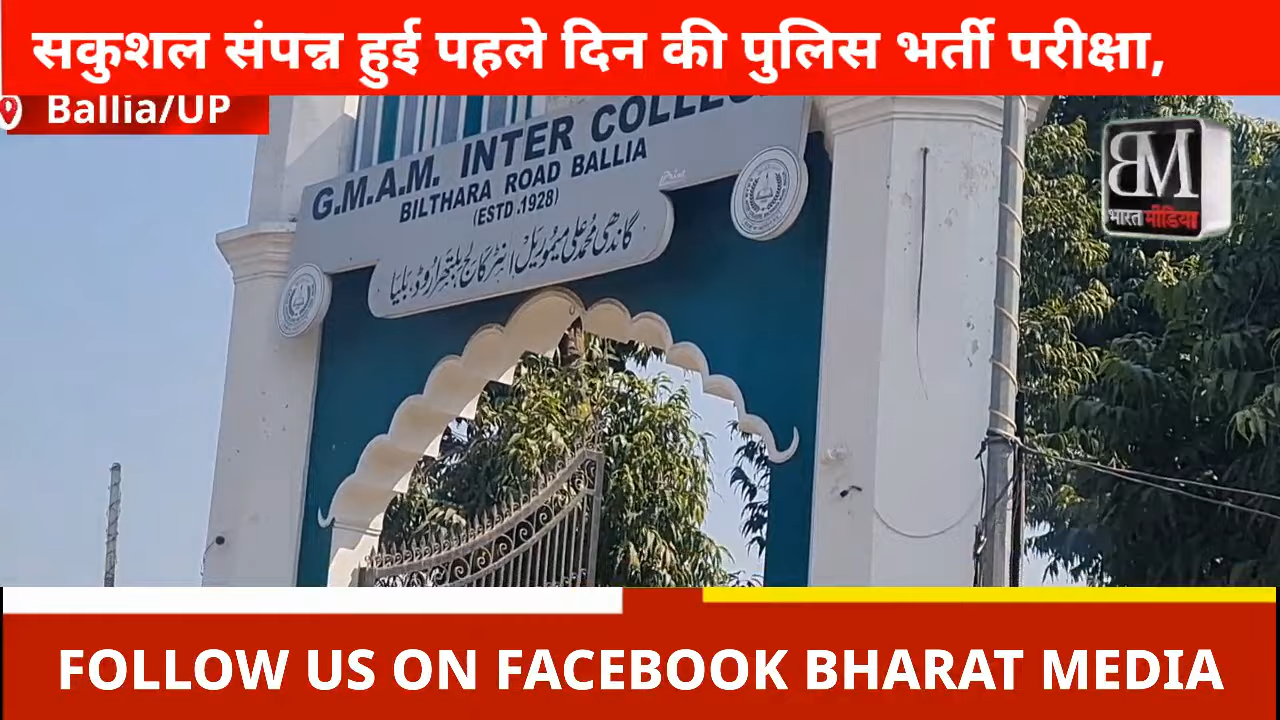 सकुशल संपन्न हुई पहले दिन की पुलिस भर्ती परीक्षा,
Ballia/UP
BM
भारत मीडिया
G.M.A.M. INTER COLLEG
BILTHARA ROAD BALLIA
(ESTD.1928)
گاندھی محمد علی میموریل انٹر کالج بلتھرا روڈ، بلیا
FOLLOW US ON FACEBOOK BHARAT MEDIA